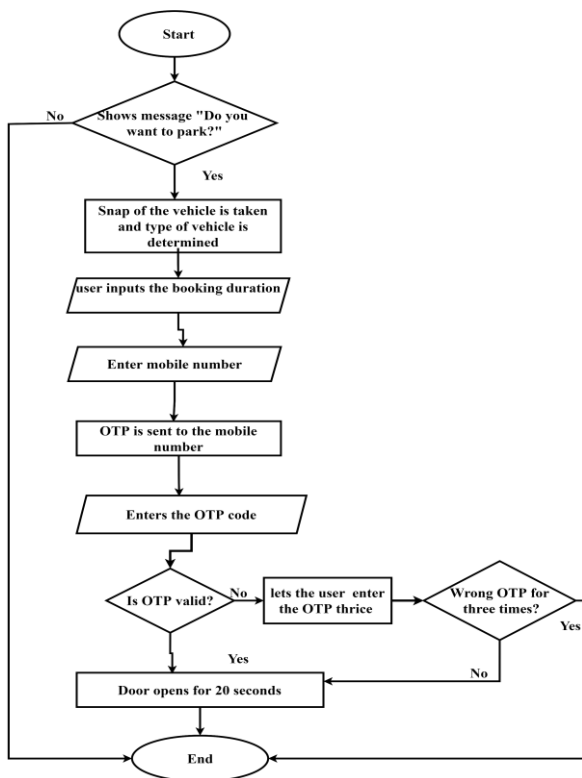 Start
No
Shows message "Do you
want to park?"
Yes
Snap of the vehicle is taken
and type of vehicle is
determined
user inputs the booking duration
Enter mobile number
OTP is sent to the mobile
number
Enters the OTP code
Is OTP valid?
No
lets the user enter
the OTP thrice
Wrong OTP for
three times?
Yes
Yes
No
Door opens for 20 seconds
End